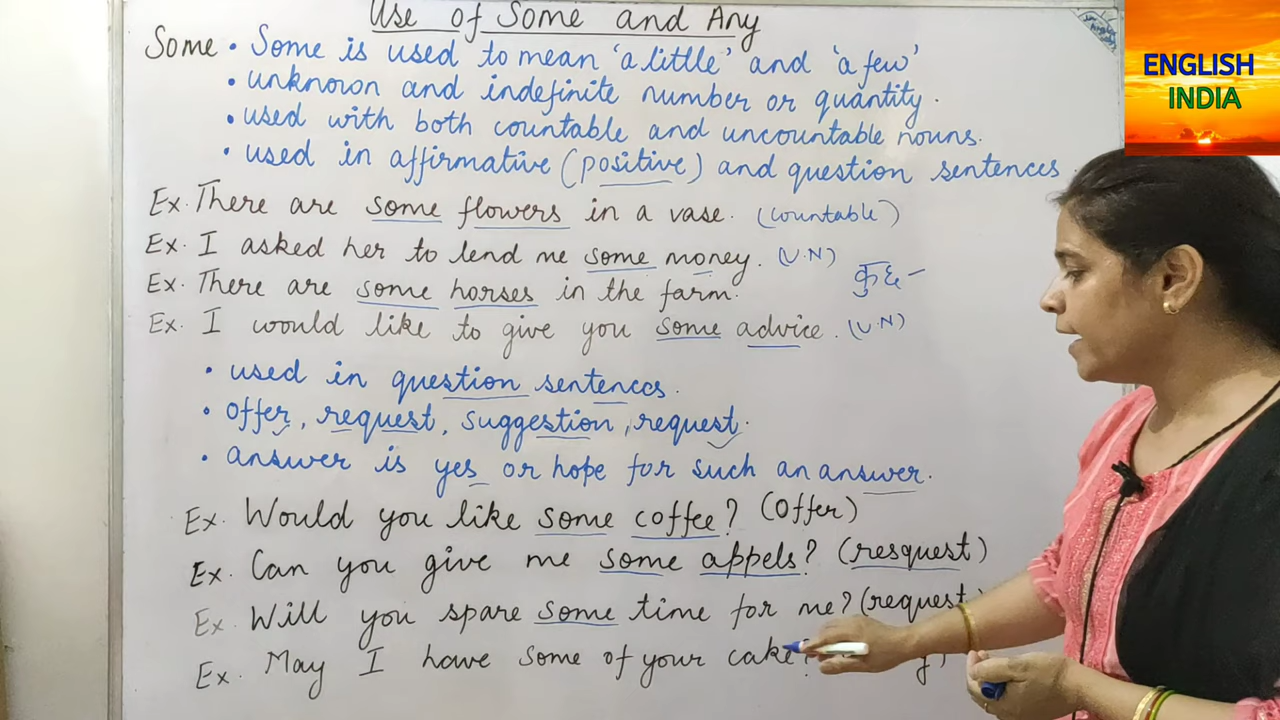 Use of Some and Any
Some • Some is used to mean 'a little' and 'a few'
• unknown and indefinite number or quantity.
• used with both countable and uncountable nouns.
• used in affirmative (positive) and question sentences
Ex. There are some flowers in a vase. (countable)
Ex. I asked her to lend me some money. (U.N)
Ex. There are some horses in the farm. कुछ -
Ex. I would like to give you some advice. (U.N)
• used in question sentences.
• offer, request, suggestion, request.
• answer is yes or hope for such an answer.
Ex. Would you like some coffee? (Offer)
Ex. Can you give me some appels? (resquest)
Ex. Will you spare some time for me? (request
Ex. May I have some of your cake?
ENGLISH
INDIA